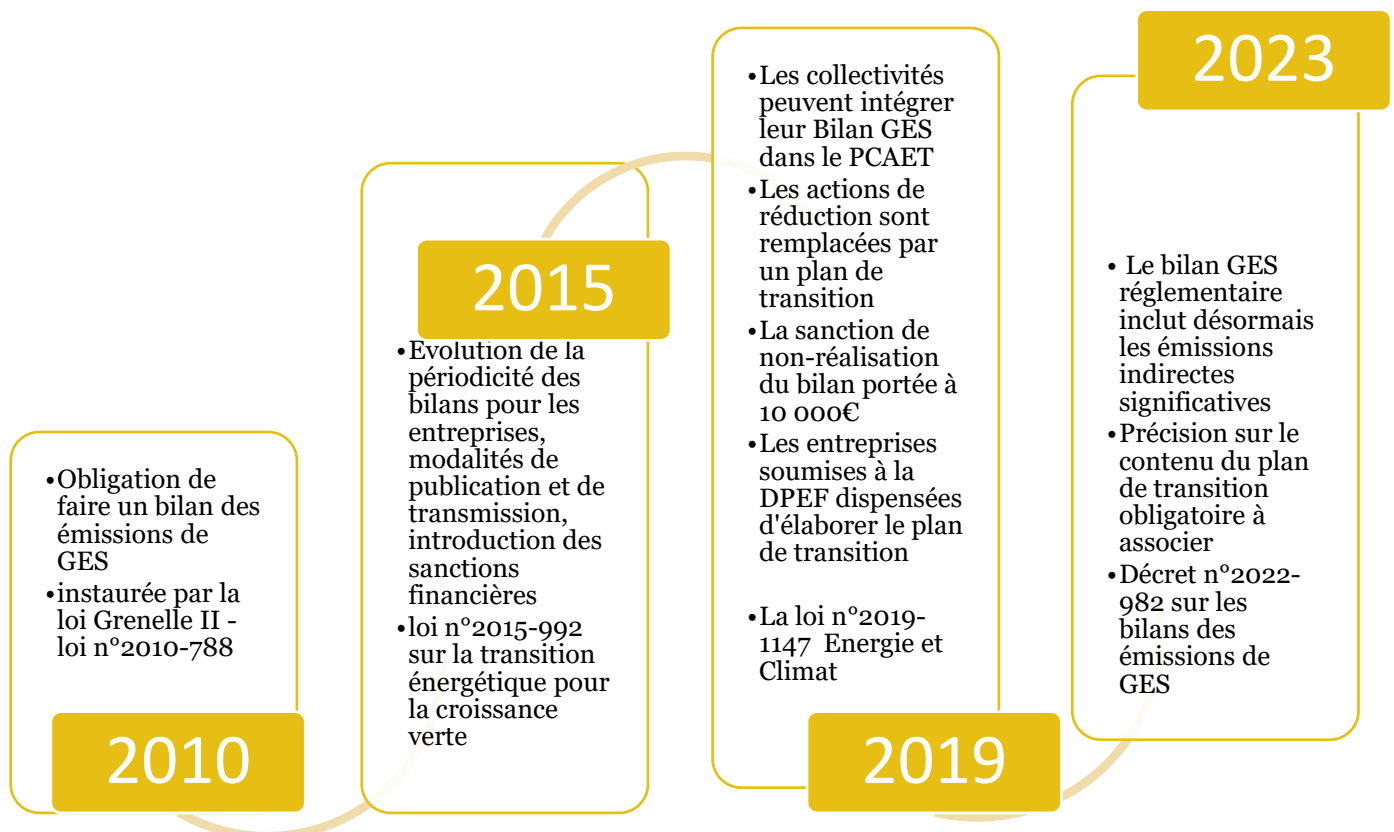 •Obligation de
faire un bilan des
émissions de
GES
•instaurée par la
loi Grenelle II -
loi n°2010-788
2010
2015
•Evolution de la
périodicité des
bilans pour les
entreprises,
modalités de
publication et de
transmission,
introduction des
sanctions
financières
•loi n°2015-992
sur la transition
énergétique pour
la croissance
verte
•Les collectivités
peuvent intégrer
leur Bilan GES
dans le PCAET
•Les actions de
réduction sont
remplacées par
un plan de
transition
•La sanction de
non-réalisation
du bilan portée à
10 000€
•Les entreprises
soumises à la
DPEF dispensées
d'élaborer le plan
de transition
•La loi n°2019-
1147 Energie et
Climat
2019
2023
• Le bilan GES
réglementaire
inclut désormais
les émissions
indirectes
significatives
•Précision sur le
contenu du plan
de transition
obligatoire à
associer
•Décret n°2022-
982 sur les
bilans des
émissions de
GES